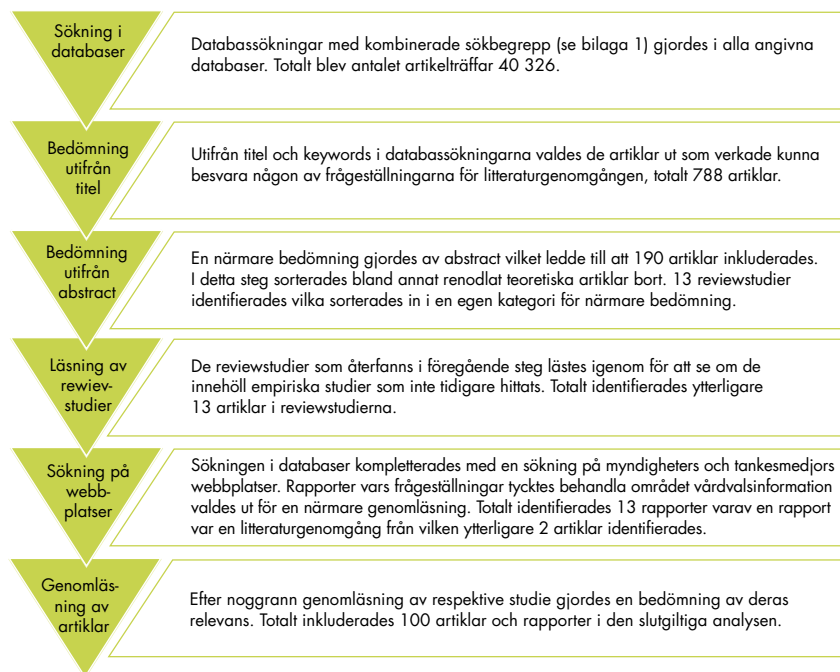 Sökning i
databaser
Databassökningar med kombinerade sökbegrepp (se bilaga 1) gjordes i alla angivna
databaser. Totalt blev antalet artikelträffar 40 326.
Bedömning
utifrån
titel
Utifrån titel och keywords i databassökningarna valdes de artiklar ut som verkade kunna
besvara någon av frågeställningarna för litteraturgenomgången, totalt 788 artiklar.
Bedömning
utifrån
abstract
En närmare bedömning gjordes av abstract vilket ledde till att 190 artiklar inkluderades.
I detta steg sorterades bland annat renodlat teoretiska artiklar bort. 13 reviewstudier
identifierades vilka sorterades in i en egen kategori för närmare bedömning.
Läsning av
rewiev-
studier
De reviewstudier som återfanns i föregående steg lästes igenom för att se om de
innehöll empiriska studier som inte tidigare hittats. Totalt identifierades ytterligare
13 artiklar i reviewstudierna.
Sökning på
webb-
platser
Sökningen i databaser kompletterades med en sökning på myndigheters och tankesmedjors
webbplatser. Rapporter vars frågeställningar tycktes behandla området vårdvalsinformation
valdes ut för en närmare genomläsning. Totalt identifierades 13 rapporter varav en rapport
var en litteraturgenomgång från vilken ytterligare 2 artiklar identifierades.
Genomläs-
ning av
artiklar
Efter noggrann genomläsning av respektive studie gjordes en bedömning av deras
relevans. Totalt inkluderades 100 artiklar och rapporter i den slutgiltiga analysen.